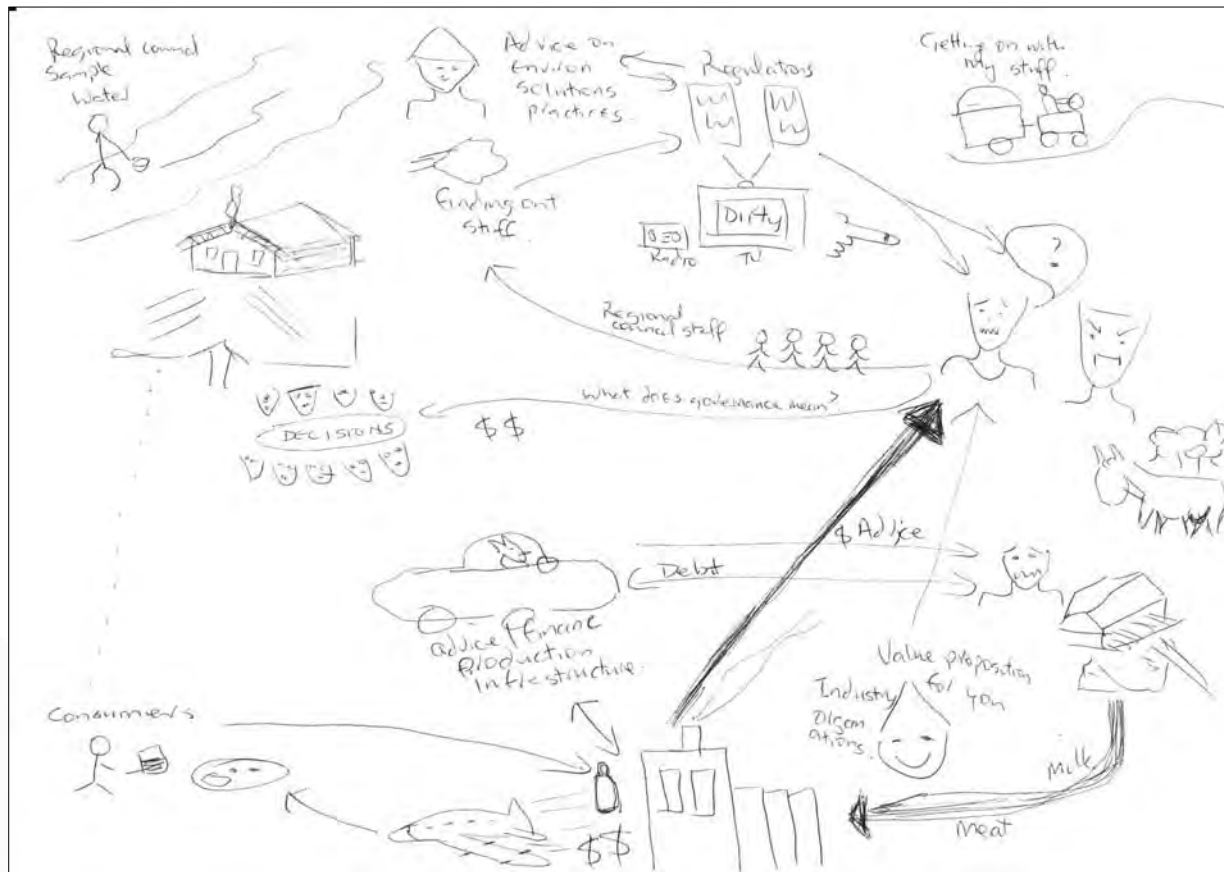 Regional council
Sample
Water
Advice on
Environ
solutions
practices.
Regulations
Getting on with
my stuff.
Finding out
stuff.
Dirty
Radio
TV
?
Regional
council staff
What does governance mean?
$$
DECISIONS
$ Advice
Debt
advice + Finance
Production
Infrastructure.
Value proposition
for you
Industry
Organ
ations.
Consumers
$$
Milk
Meat